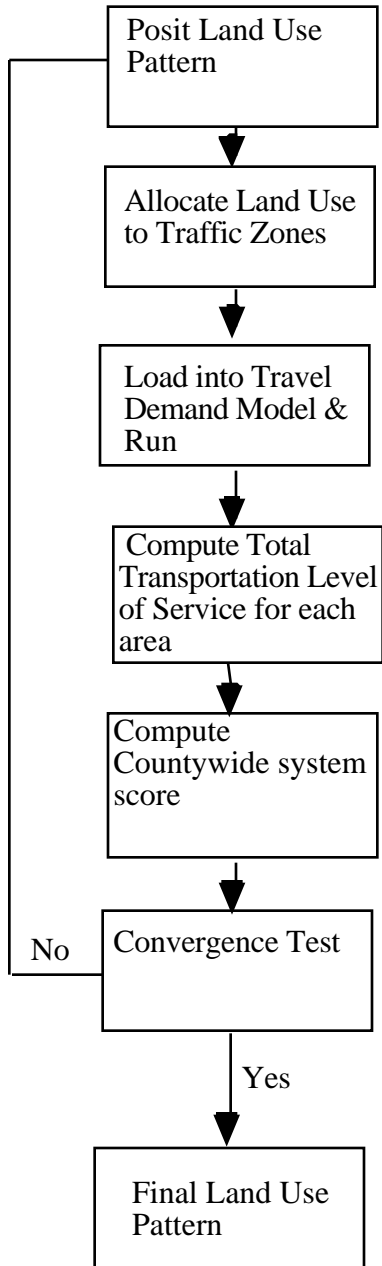 Posit Land Use
Pattern
Allocate Land Use
to Traffic Zones
Load into Travel
Demand Model &
Run
Compute Total
Transportation Level
of Service for each
area
Compute
Countywide system
score
No
Convergence Test
Yes
Final Land Use
Pattern